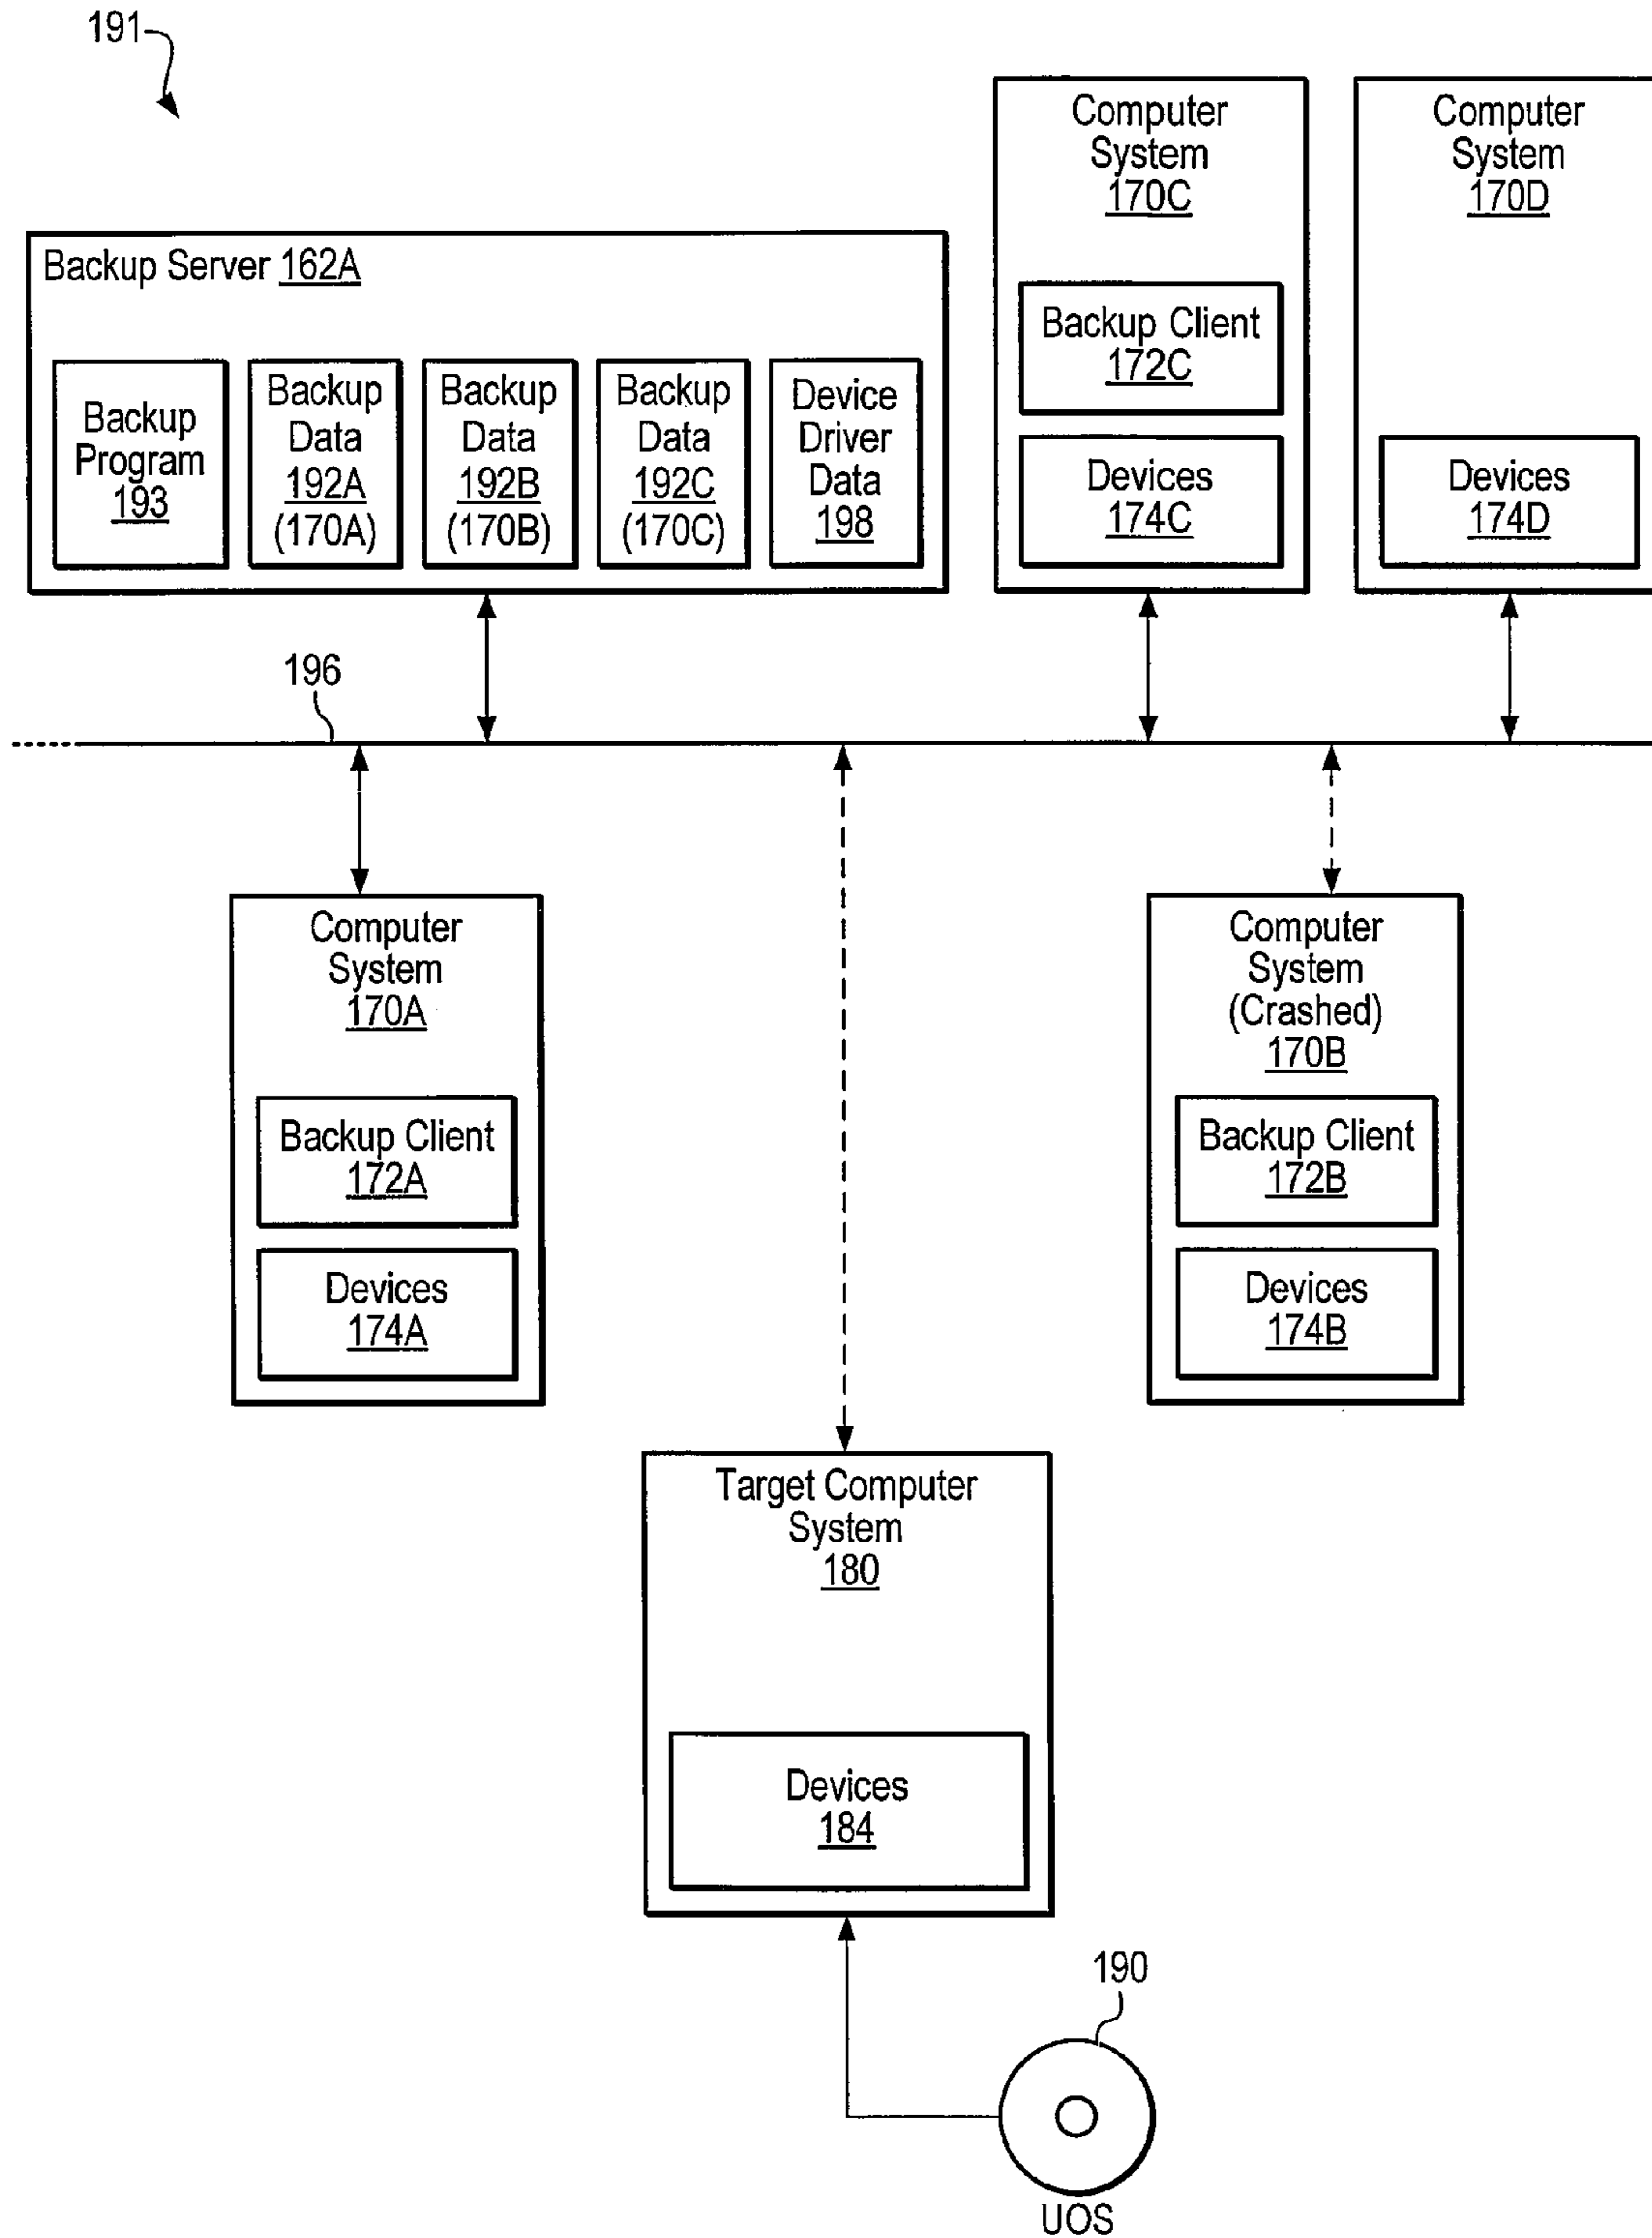 191
Computer
System
170C
Backup Client
172C
Devices
174C
Computer
System
170D
Devices
174D
Backup Server 162A
Backup
Program
193
Backup
Data
192A
(170A)
Backup
Data
192B
(170B)
Backup
Data
192C
(170C)
Device
Driver
Data
198
196
Computer
System
170A
Backup Client
172A
Devices
174A
Computer
System
(Crashed)
170B
Backup Client
172B
Devices
174B
Target Computer
System
180
Devices
184
190
UOS